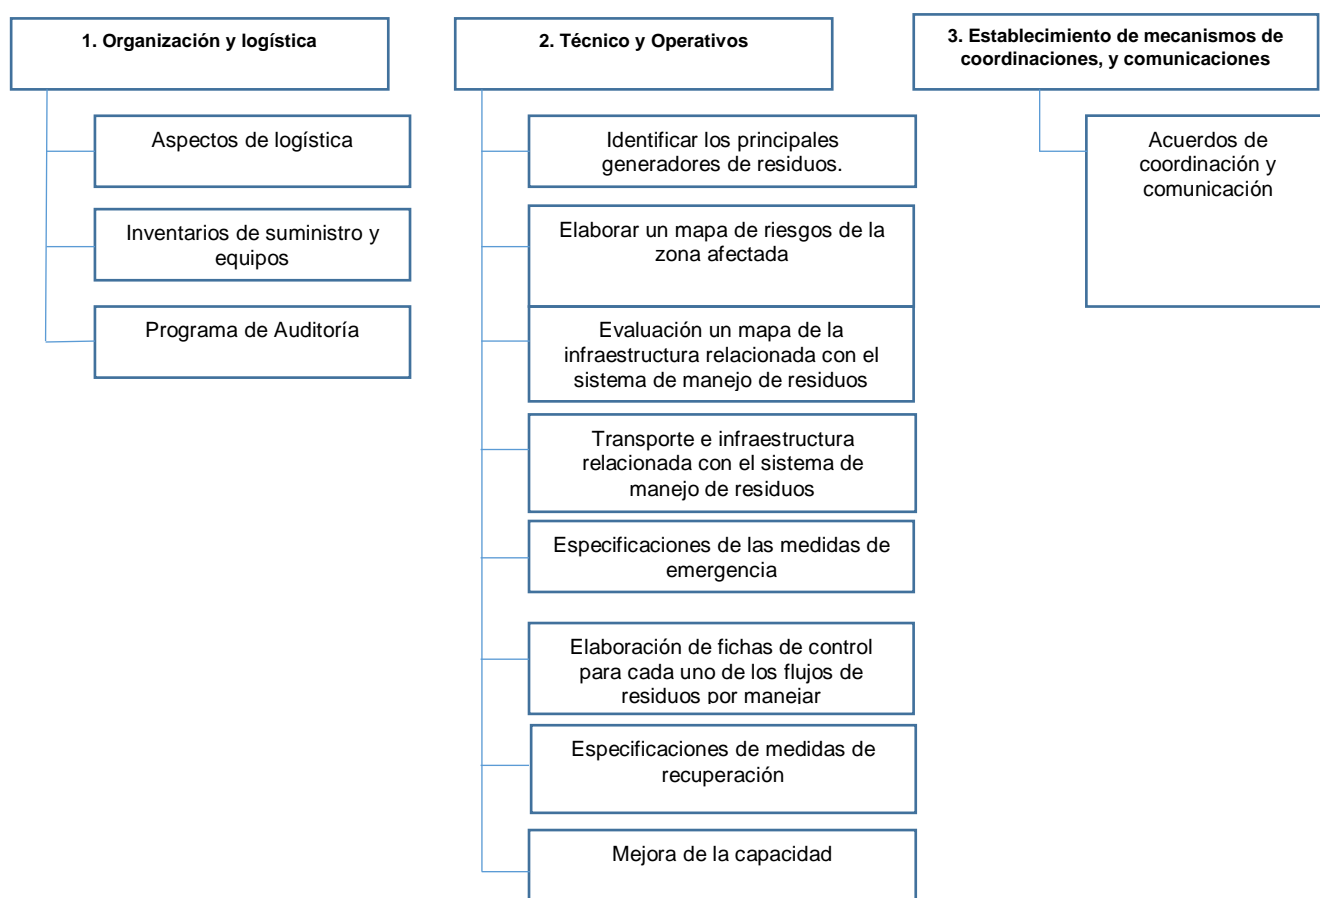 1. Organización y logística
Aspectos de logística
Inventarios de suministro y
equipos
Programa de Auditoría
2. Técnico y Operativos
Identificar los principales
generadores de residuos.
Elaborar un mapa de riesgos de la
zona afectada
Evaluación un mapa de la
infraestructura relacionada con el
sistema de manejo de residuos
Transporte e infraestructura
relacionada con el sistema de
manejo de residuos
Especificaciones de las medidas de
emergencia
Elaboración de fichas de control
para cada uno de los flujos de
residuos por manejar
Especificaciones de medidas de
recuperación
Mejora de la capacidad
3. Establecimiento de mecanismos de
coordinaciones, y comunicaciones
Acuerdos de
coordinación y
comunicación